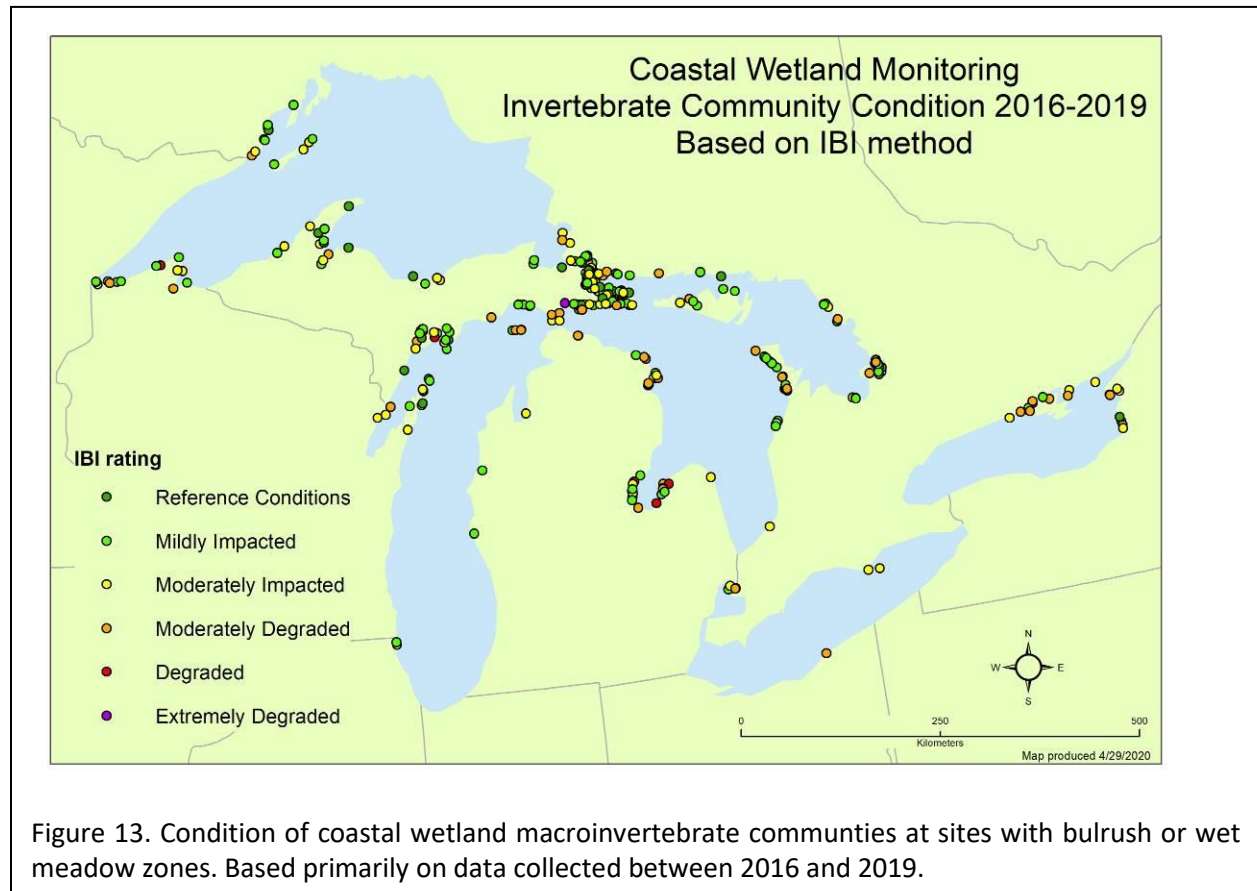 Coastal Wetland Monitoring
Invertebrate Community Condition 2016-2019
Based on IBI method
IBI rating
Reference Conditions
Mildly Impacted
Moderately Impacted
Moderately Degraded
Degraded
Extremely Degraded
N
W E
S
0 250 500
Kilometers
Map produced 4/29/2020
Figure 13. Condition of coastal wetland macroinvertebrate communties at sites with bulrush or wet
meadow zones. Based primarily on data collected between 2016 and 2019.